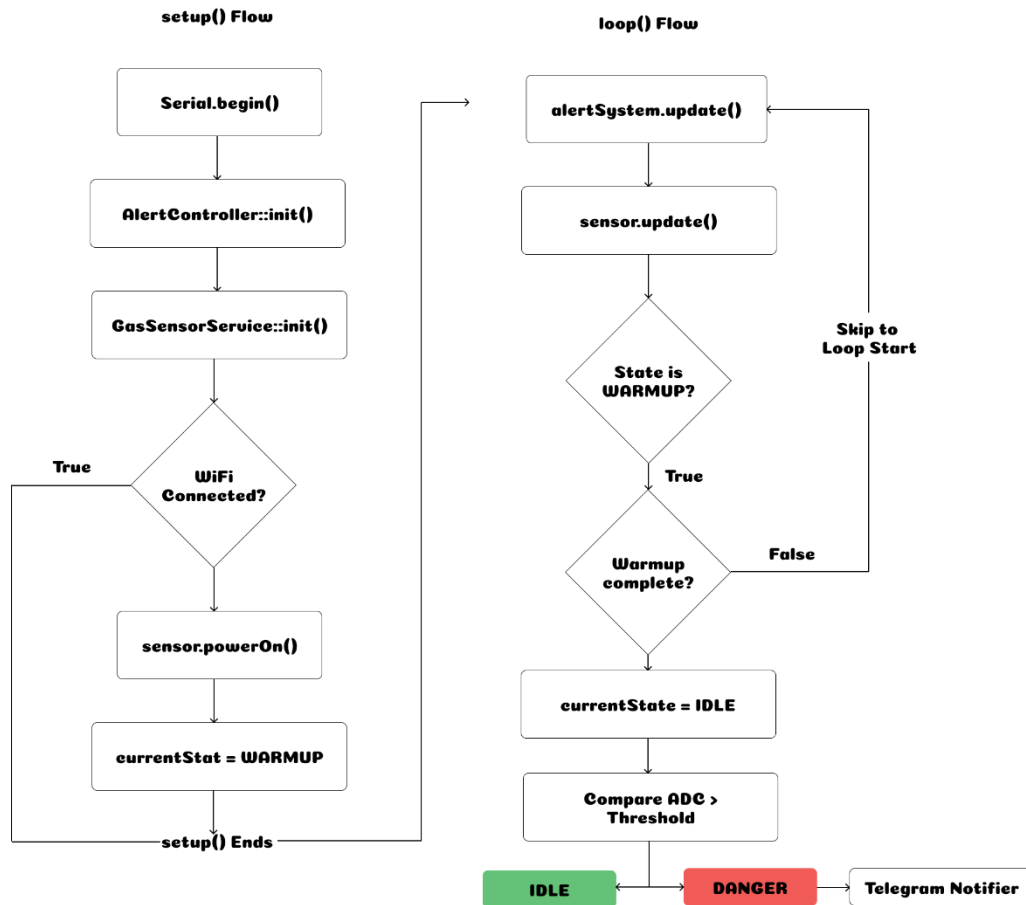 setup() Flow
Serial.begin()
AlertController::init()
GasSensorService::init()
True
WiFi
Connected?
sensor.powerOn()
currentStat = WARMUP
setup() Ends
loop() Flow
alertSystem.update()
sensor.update()
Skip to
Loop Start
State is
WARMUP?
True
Warmup
complete?
False
currentState = IDLE
Compare ADC >
Threshold
IDLE
DANGER
Telegram Notifier